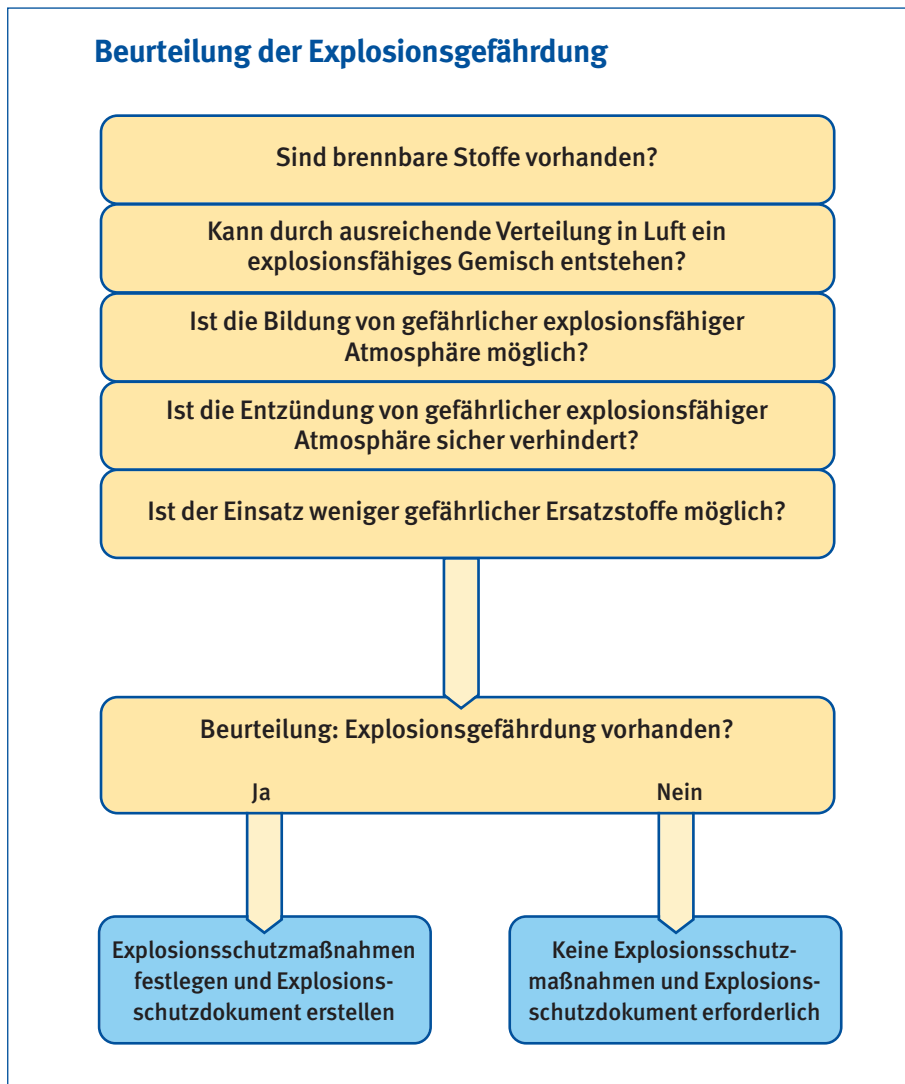 Beurteilung der Explosionsgefährdung
Sind brennbare Stoffe vorhanden?
Kann durch ausreichende Verteilung in Luft ein
explosionsfähiges Gemisch entstehen?
Ist die Bildung von gefährlicher explosionsfähiger
Atmosphäre möglich?
Ist die Entzündung von gefährlicher explosionsfähiger
Atmosphäre sicher verhindert?
Ist der Einsatz weniger gefährlicher Ersatzstoffe möglich?
Beurteilung: Explosionsgefährdung vorhanden?
Ja
Nein
Explosionsschutzmaßnahmen
festlegen und Explosions-
schutzdokument erstellen
Keine Explosionsschutz-
maßnahmen und Explosions-
schutzdokument erforderlich